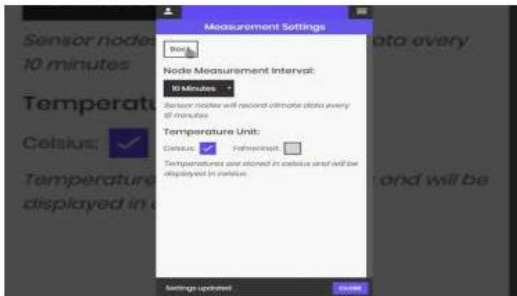 Measurement Settings
Back
Node Measurement Interval:
10 Minutes
Sensor nodes will record climate data every
10 minutes
Temperature Unit:
Celsius:
Fahrenheit:
Temperatures are stored in celsius and will be
displayed in celsius.
Settings updated
CLOSE
Sensor nodes
data every
10 minutes
Temperatu
Celsius:
Temperature
and will be
displayed in